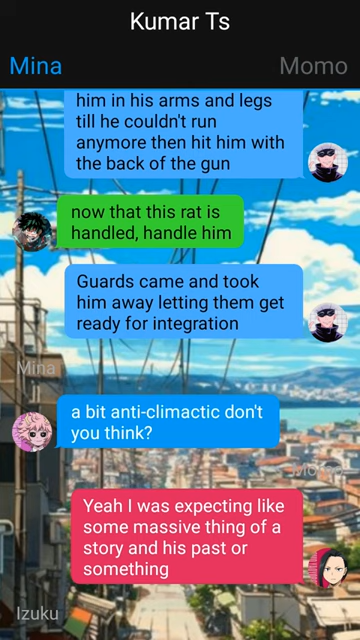 Kumar Ts
Mina
Momo
him in his arms and legs
till he couldn't run
anymore then hit him with
the back of the gun
now that this rat is
handled, handle him
Guards came and took
him away letting them get
ready for integration
Mina
a bit anti-climactic don't
you think?
Momo
Yeah I was expecting like
some massive thing of a
story and his past or
something
Izuku